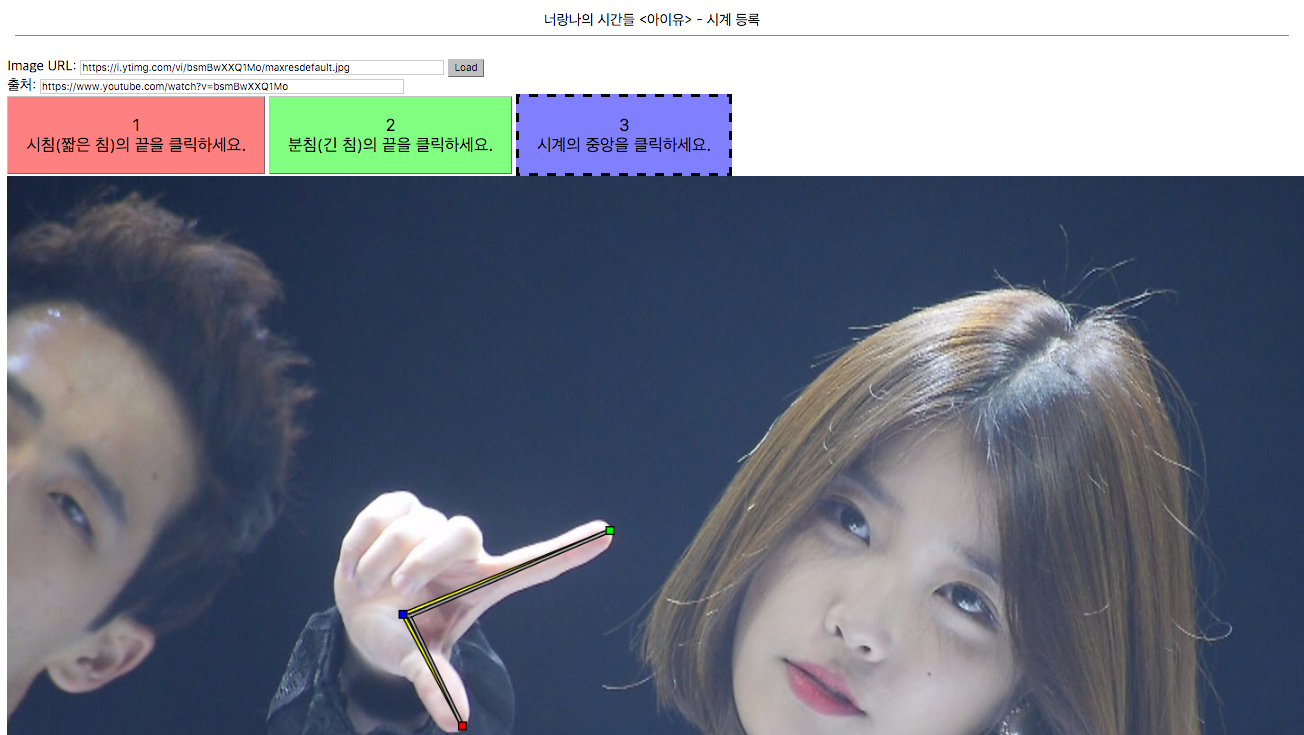 너랑나의 시간들 <아이유> - 시계 등록
Image URL: https://i.ytimg.com/vi/bsmBwXXQ1Mo/maxresdefault.jpg Load
출처: https://www.youtube.com/watch?v=bsmBwXXQ1Mo
1
시침(짧은 침)의 끝을 클릭하세요.
2
분침(긴 침)의 끝을 클릭하세요.
3
시계의 중앙을 클릭하세요.